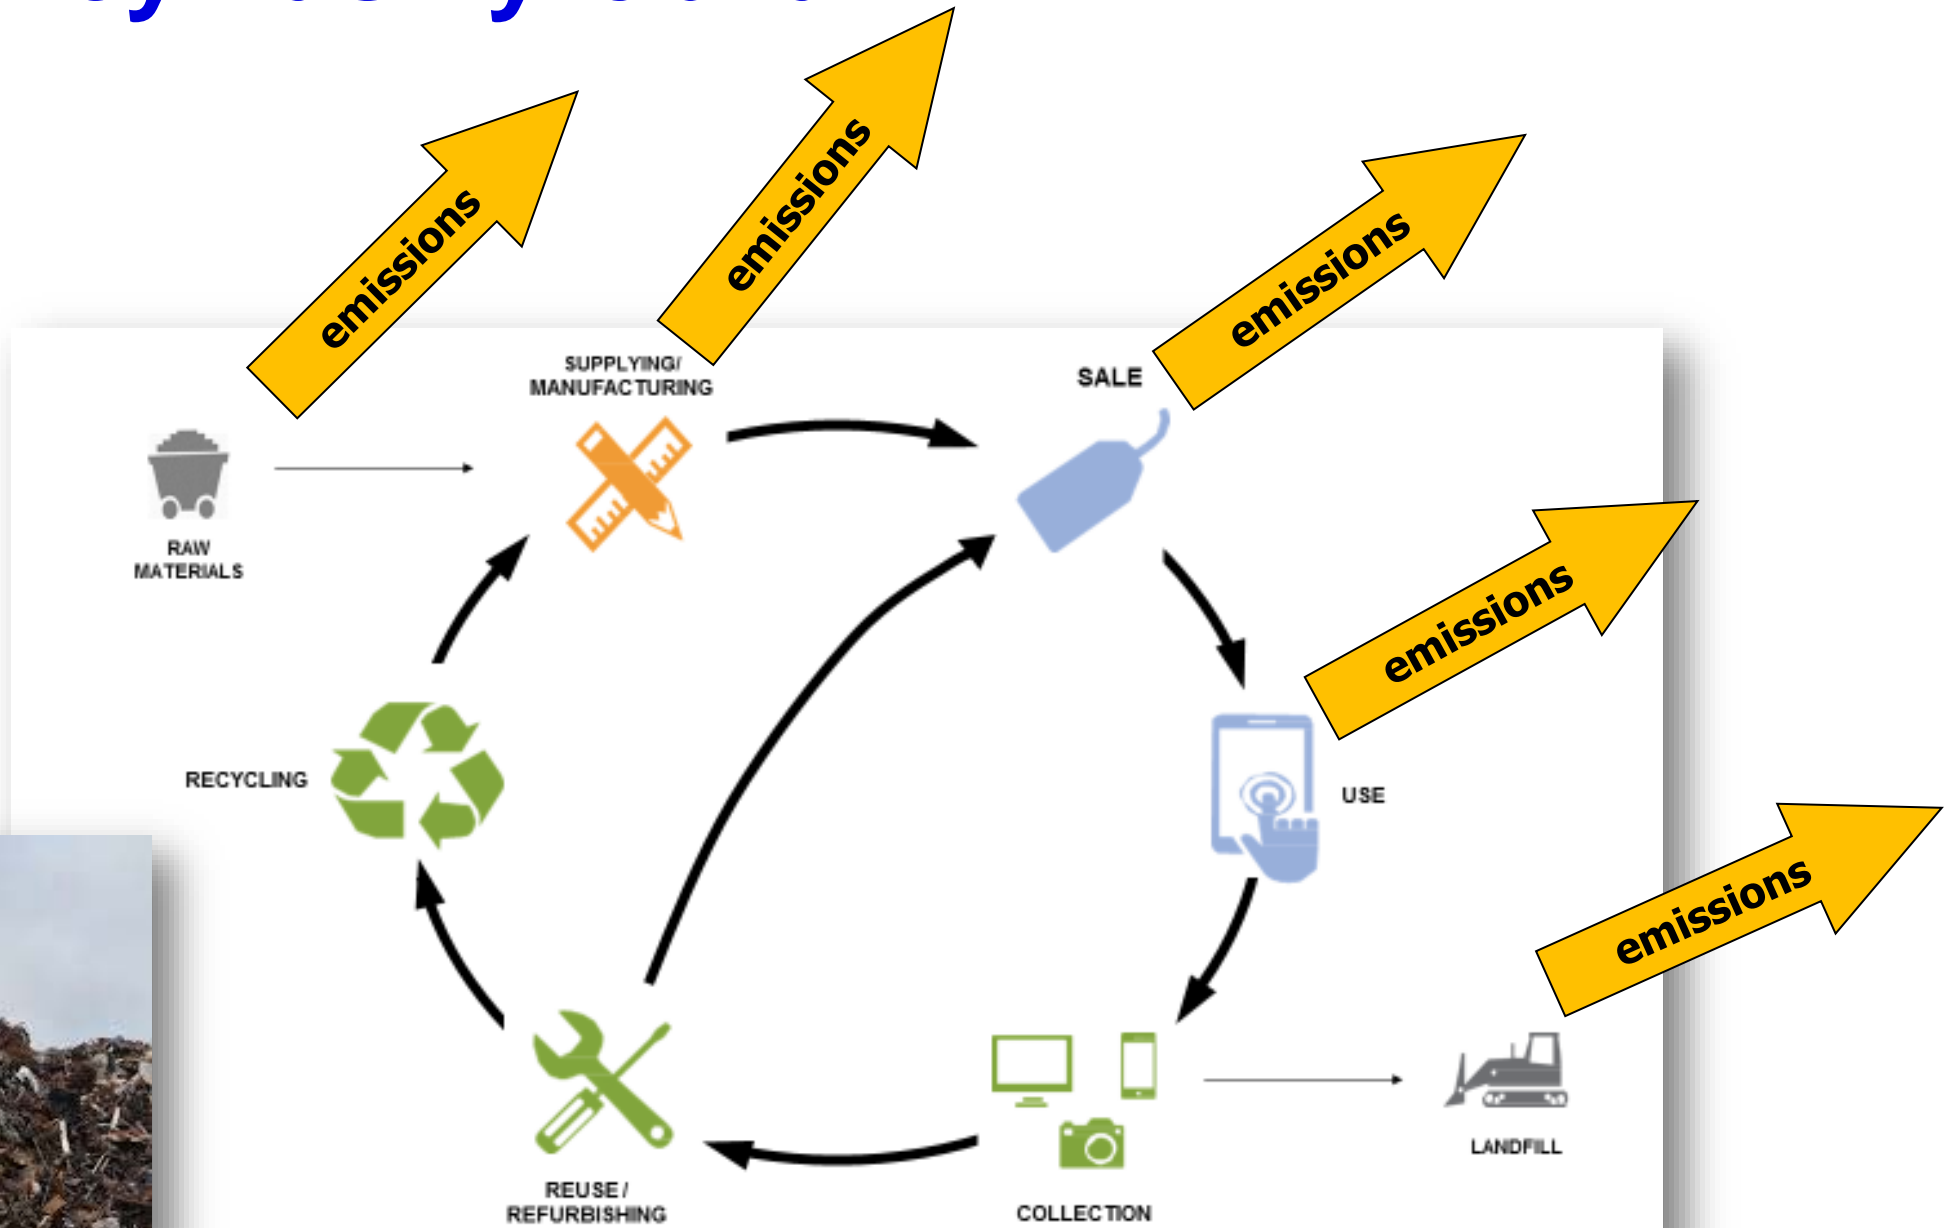 emissions
emissions
emissions
SUPPLYING/
MANUFACTURING
SALE
RAW
MATERIALS
emissions
RECYCLING
USE
emissions
LANDFILL
REUSE /
REFURBISHING
COLLECTION